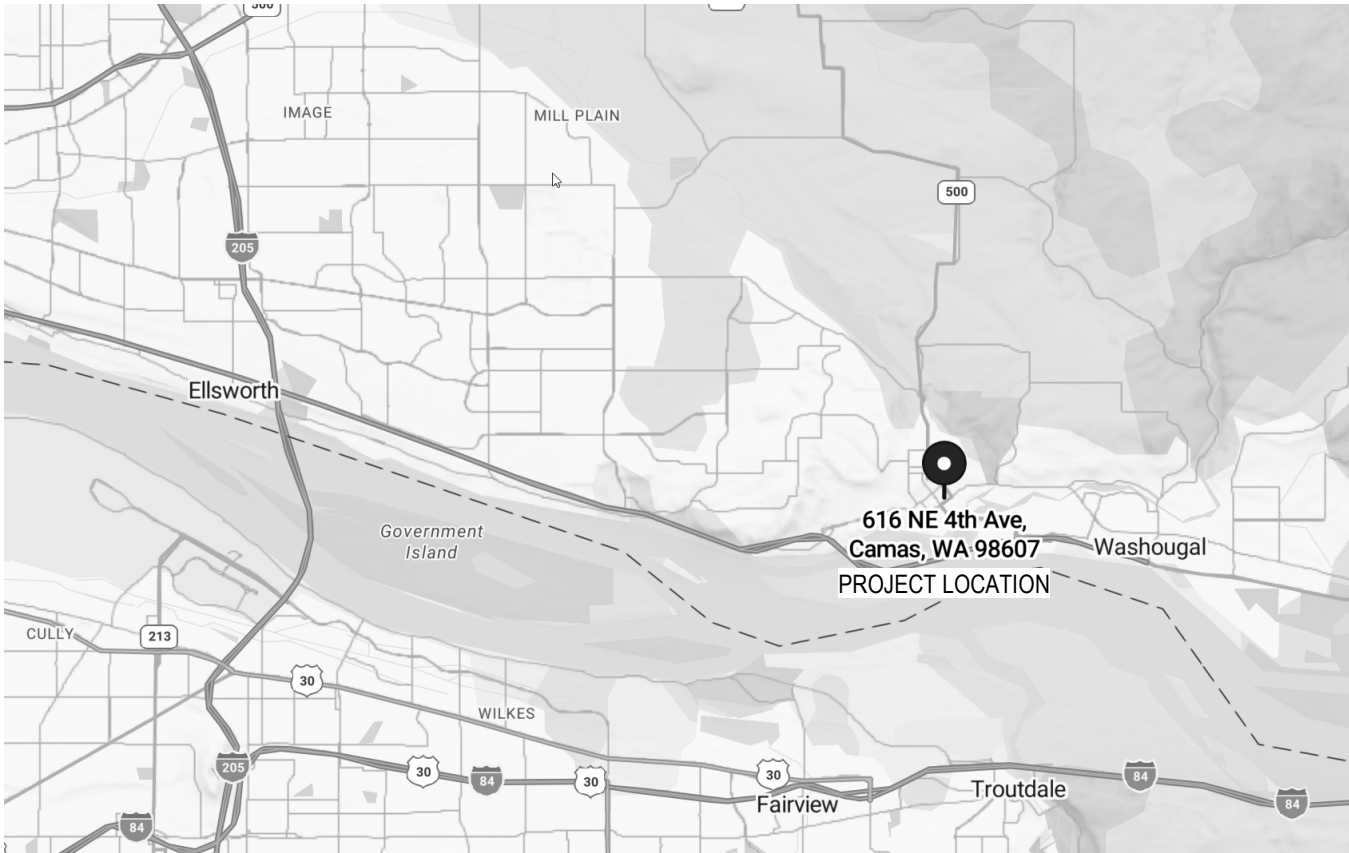 500
IMAGE
MILL PLAIN
500
205
Ellsworth
616 NE 4th Ave,
Camas, WA 98607
PROJECT LOCATION
Washougal
Government
Island
CULLY
213
30
WILKES
205
30
84
30
30
Fairview
Troutdale
84
84
84